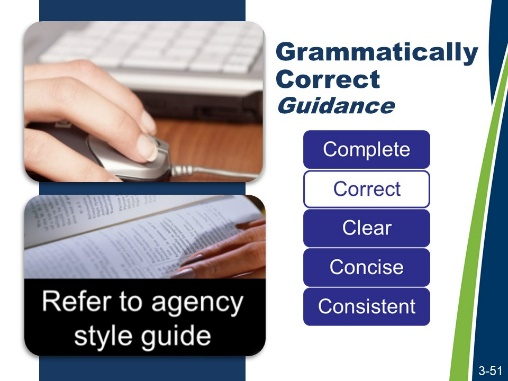 Grammatically
Correct
Guidance
Complete
Correct
Clear
Concise
Consistent
Refer to agency
style guide
3-51